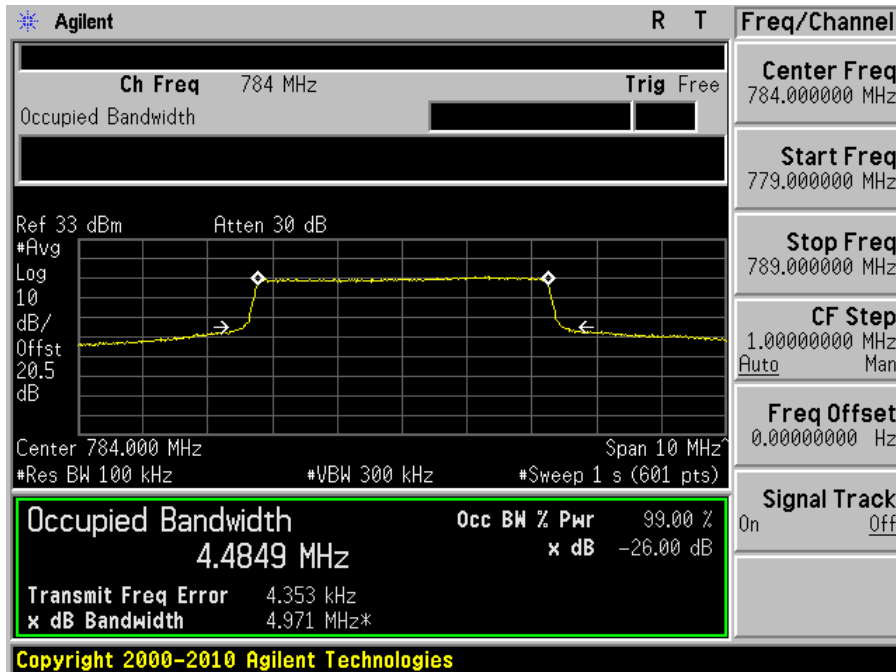 Agilent R T Freq/Channel
Ch Freq 784 MHz Trig Free
Occupied Bandwidth
Center Freq
784.000000 MHz
Start Freq
779.000000 MHz
Stop Freq
789.000000 MHz
CF Step
1.00000000 MHz
Auto Man
Freq Offset
0.00000000 Hz
Signal Track
On Off
Ref 33 dBm Atten 30 dB
#Avg
Log
10
dB/
Offst
20.5
dB
Center 784.000 MHz Span 10 MHz^
#Res BW 100 kHz #VBW 300 kHz #Sweep 1 s (601 pts)
Occupied Bandwidth Occ BW % Pwr 99.00 %
4.4849 MHz x dB -26.00 dB
Transmit Freq Error 4.353 kHz
x dB Bandwidth 4.971 MHz*
Copyright 2000-2010 Agilent Technologies